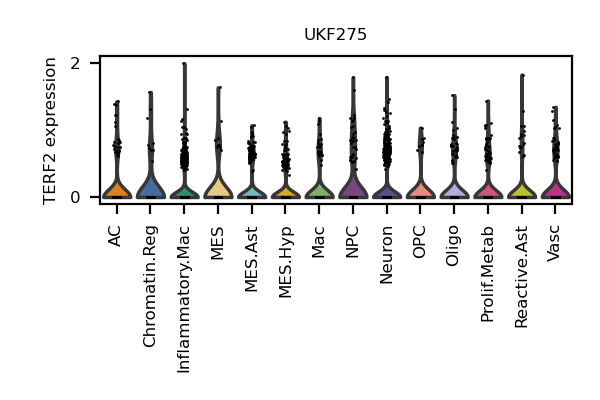 UKF275
TERF2 expression
2
0
AC
Chromatin.Reg
Inflammatory.Mac
MES
MES.Ast
MES.Hyp
Mac
NPC
Neuron
OPC
Oligo
Prolif.Metab
Reactive.Ast
Vasc